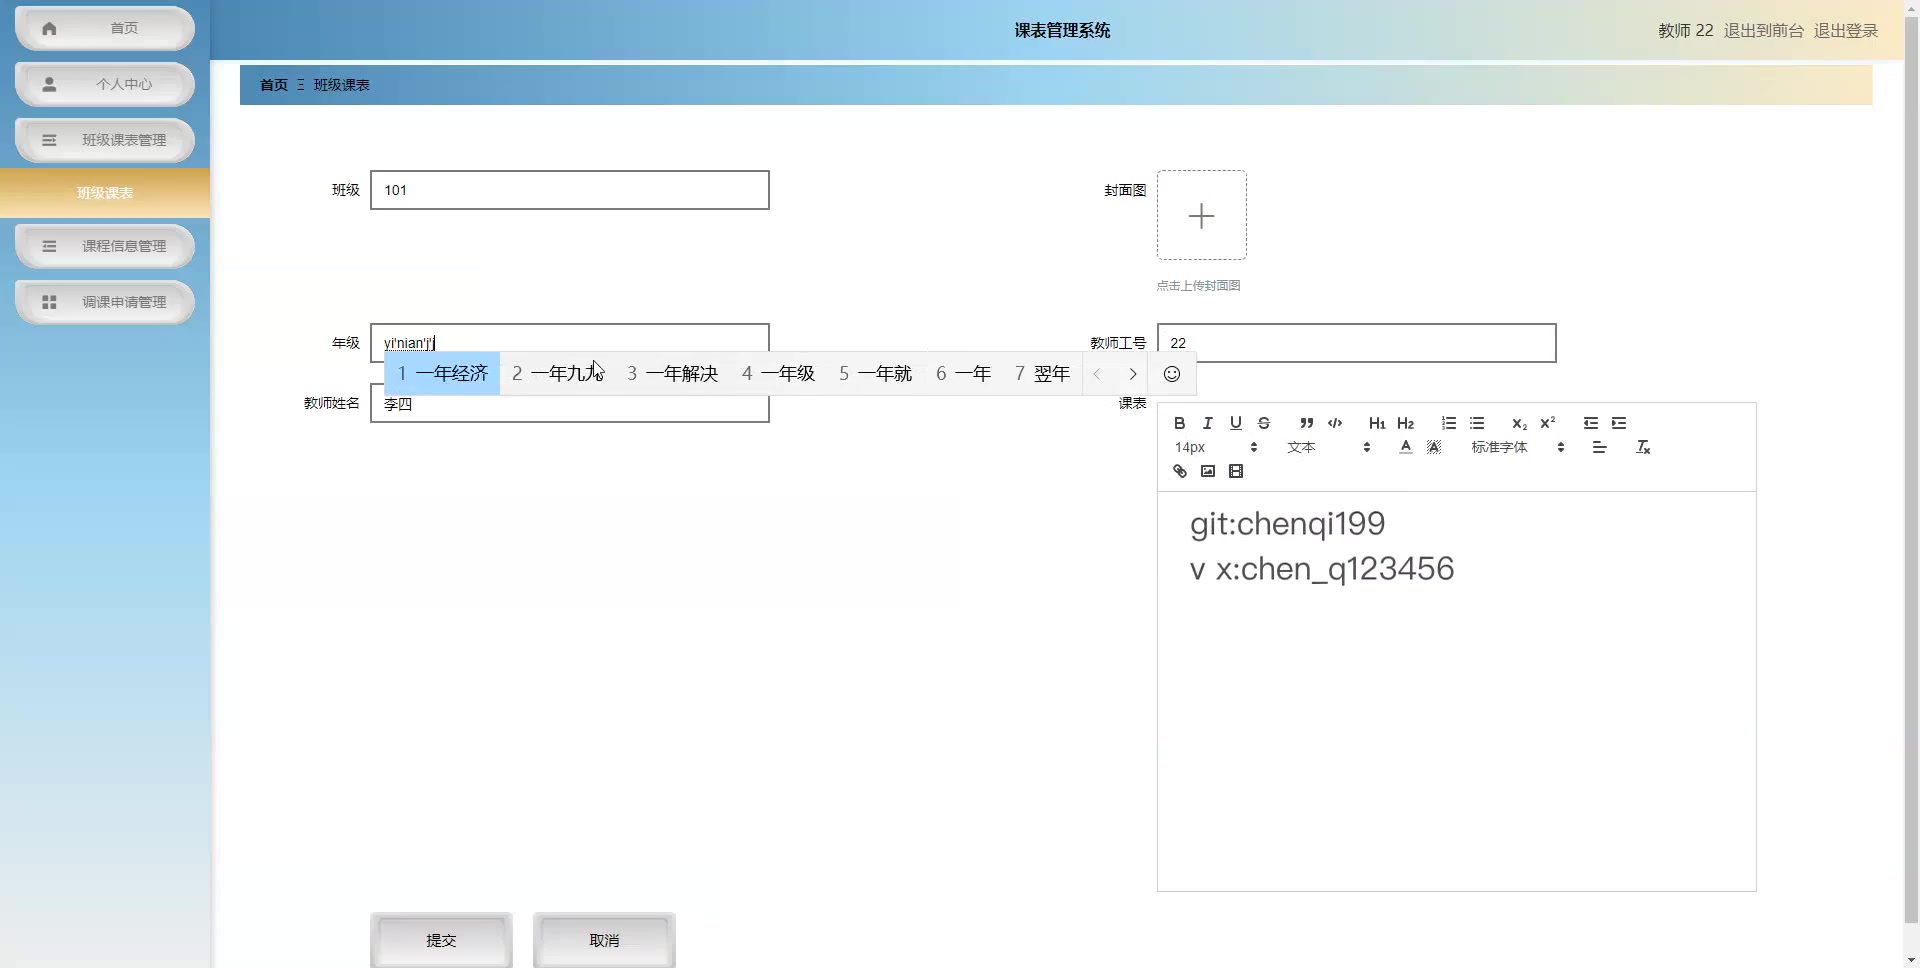 首页
个人中心
班级课表管理
班级课表
课程信息管理
调课申请管理
课表管理系统
教师 22 退出到前台 退出登录
首页 Ξ 班级课表
班级 101
封面图
点击上传封面图
年级 yi'nian'j'j
教师工号 22
1 一年经济 2 一年九九 3 一年解决 4 一年级 5 一年就 6 一年 7 翌年
教师姓名 李四
课表
B I U S H1 H2 X2 X²
14px 文本 A A 标准字体 Tx
git:chenqi199
v x:chen_q123456
提交 取消